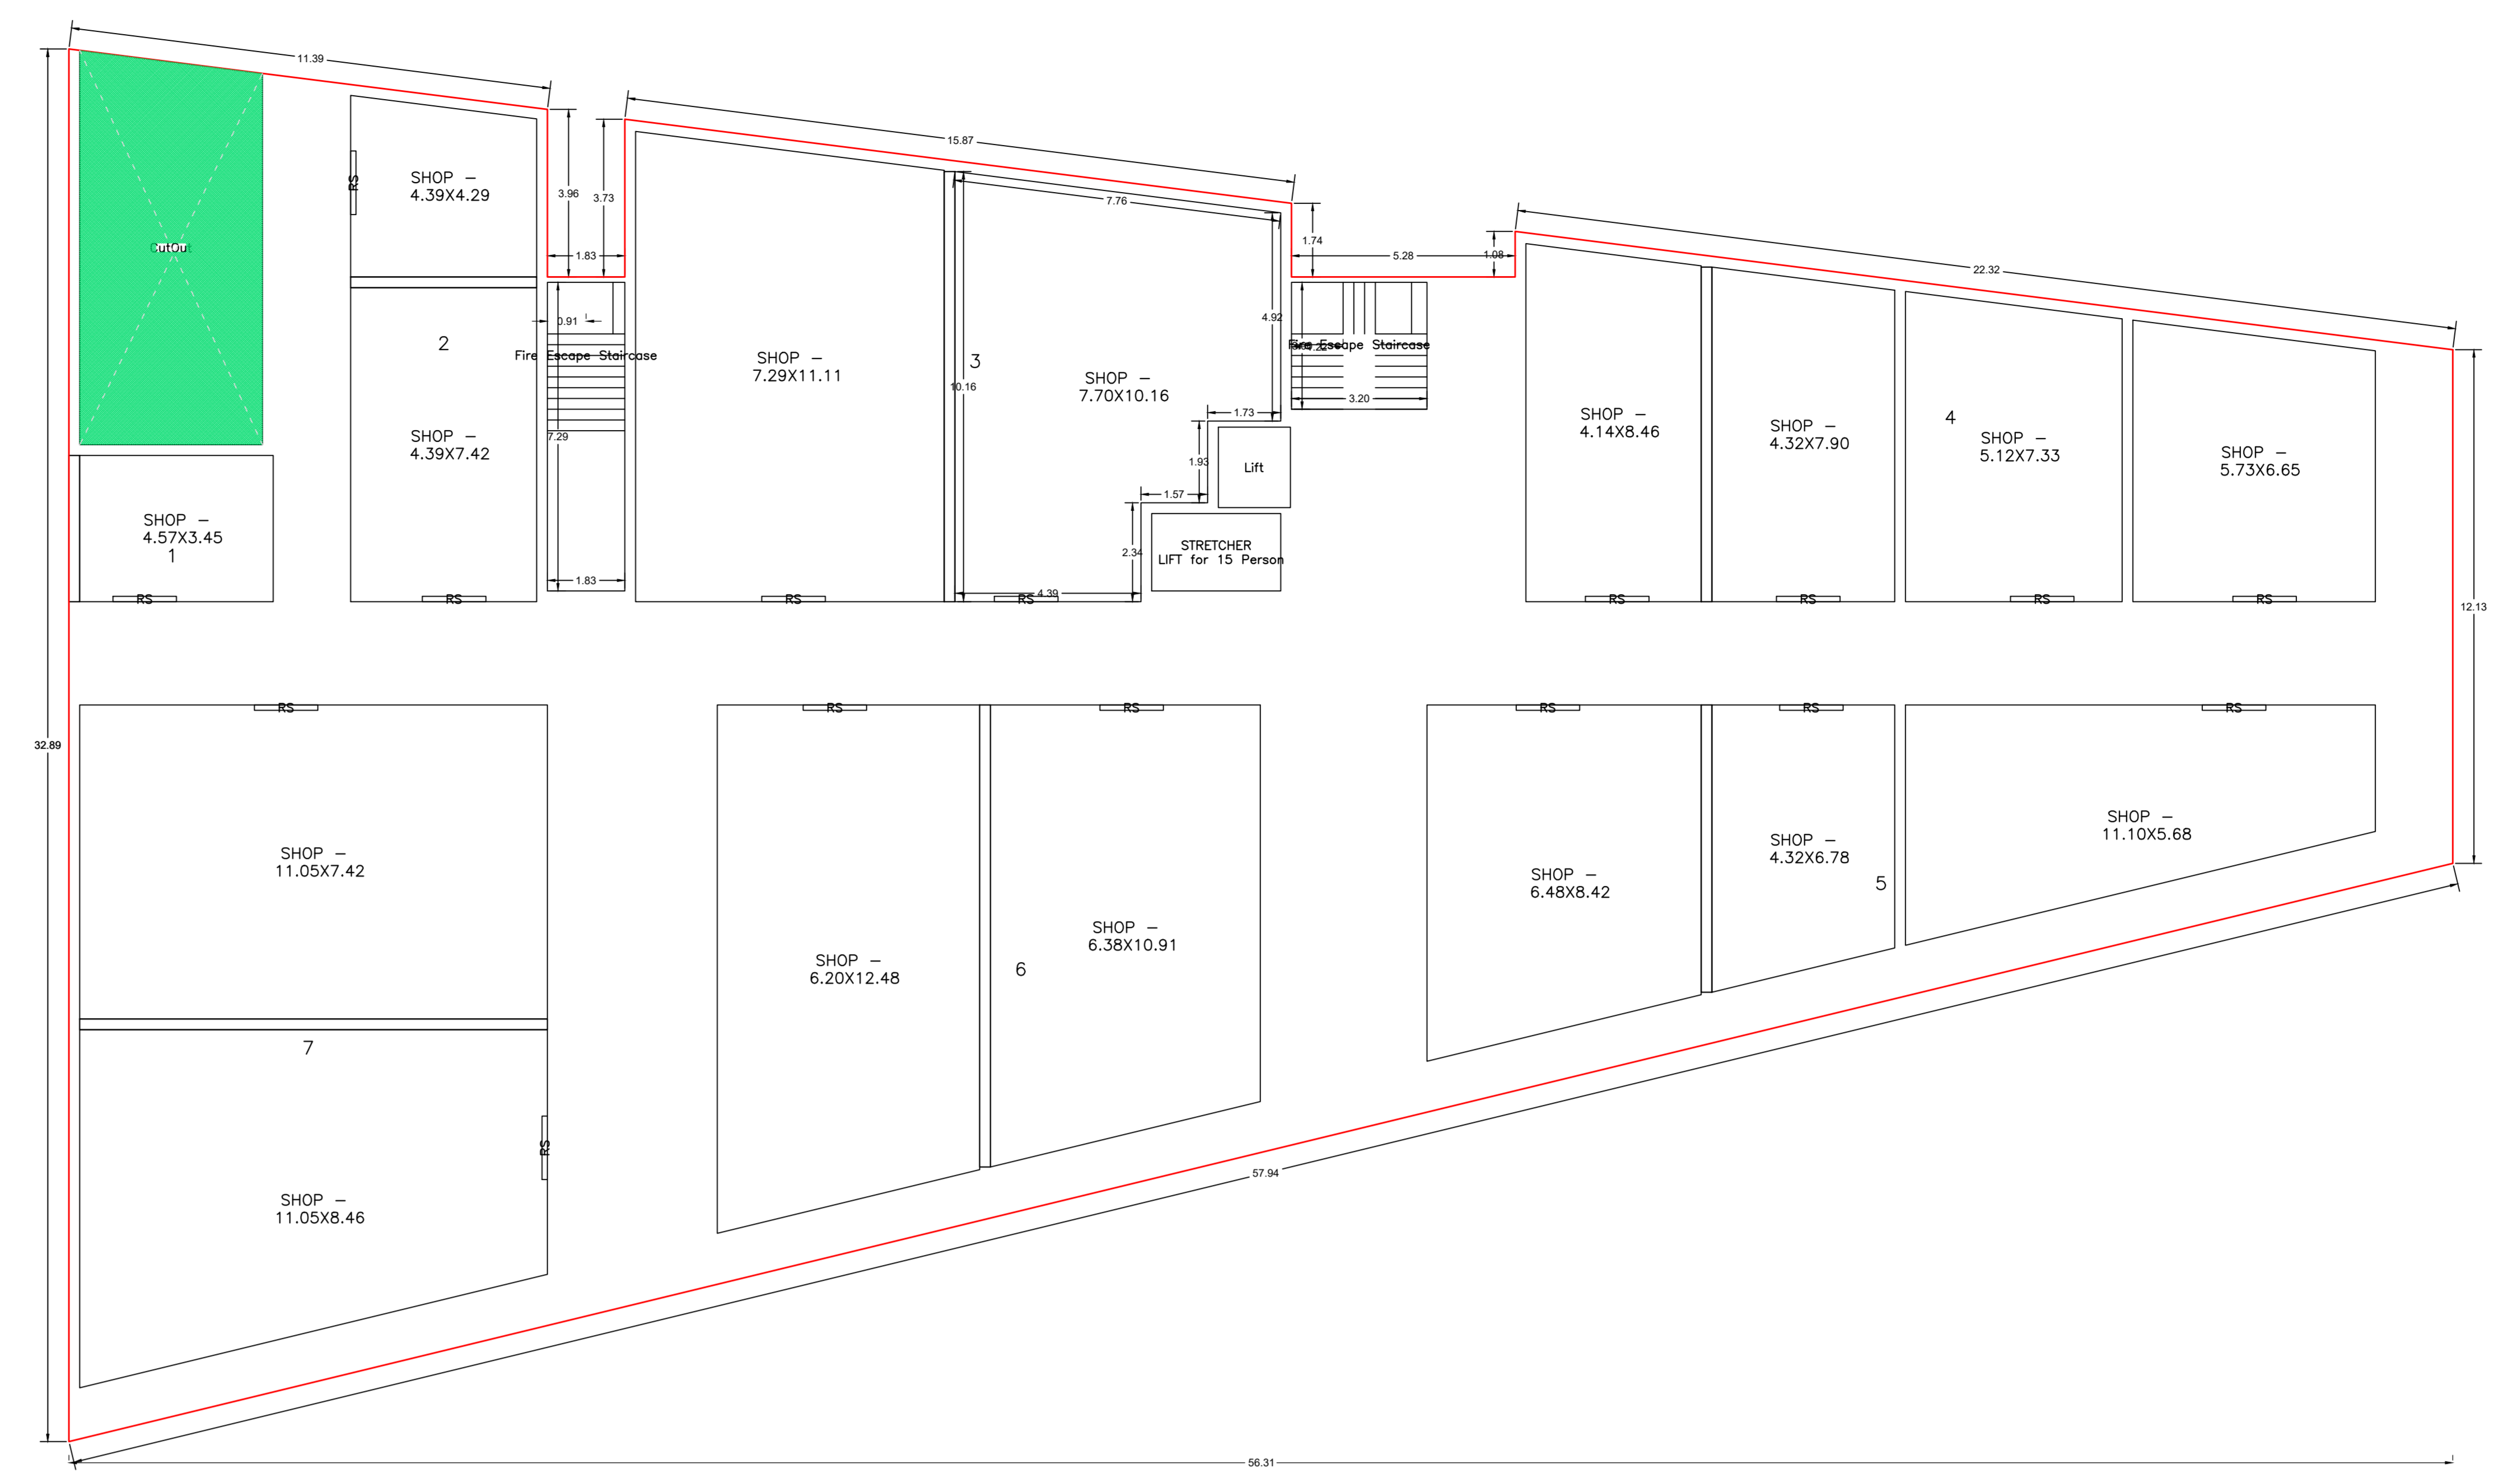 11.39
15.87
7.76
RS
SHOP –
4.39X4.29
3.96
3.73
1.74
1.08
CutOut
1.83
5.28
22.32
4.92
0.91
2
Fire Escape Staircase
SHOP –
7.29X11.11
3
10.16
SHOP –
7.70X10.16
Fire Escape Staircase
3.20
1.73
SHOP –
4.14X8.46
SHOP –
4.32X7.90
4
SHOP –
5.12X7.33
SHOP –
5.73X6.65
SHOP –
4.39X7.42
7.29
1.93
Lift
1.57
SHOP –
4.57X3.45
1
2.34
STRETCHER
LIFT for 15 Person
1.83
4.39
RS
RS
RS
RS
RS
RS
RS
RS
12.13
RS
RS
RS
RS
RS
RS
32.89
SHOP –
11.05X7.42
SHOP –
11.10X5.68
SHOP –
4.32X6.78
SHOP –
6.48X8.42
5
SHOP –
6.38X10.91
SHOP –
6.20X12.48
6
7
RS
SHOP –
11.05X8.46
57.94
56.31